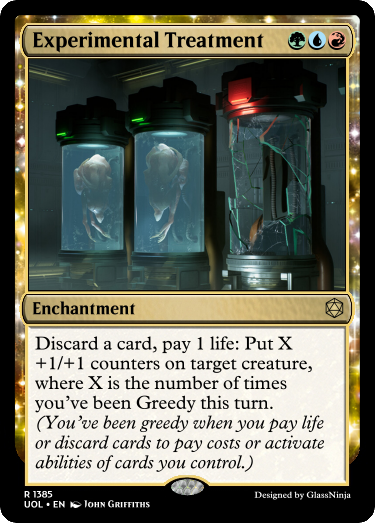 Experimental Treatment
Enchantment
Discard a card, pay 1 life: Put X
+1/+1 counters on target creature,
where X is the number of times
you've been Greedy this turn.
(You've been greedy when you pay life
or discard cards to pay costs or activate
abilities of cards you control.)
R 1385
UOL • EN John Griffiths
Designed by GlassNinja